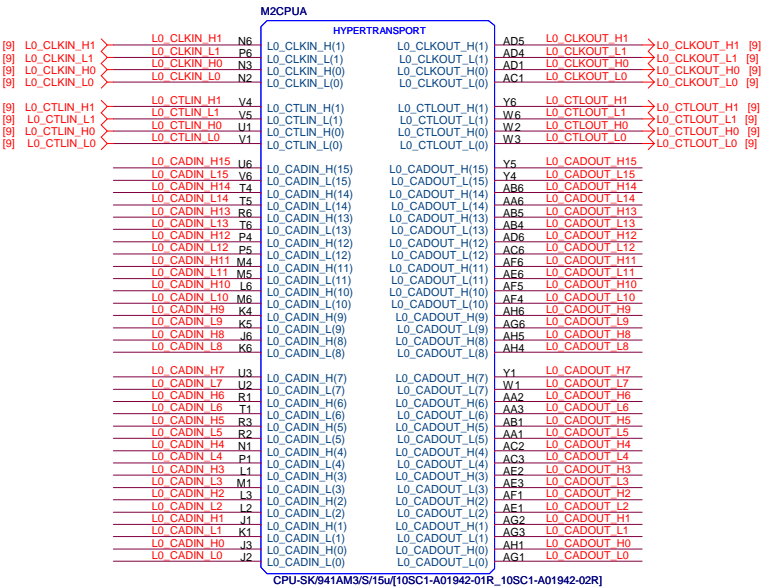 M2CPUA
HYPERTRANSPORT
[9] L0_CLKIN_H1 L0_CLKIN_H1 N6 L0_CLKIN_H(1) L0_CLKOUT_H(1) AD5 L0_CLKOUT_H1 L0_CLKOUT_H1 [9]
[9] L0_CLKIN_L1 L0_CLKIN_L1 P6 L0_CLKIN_L(1) L0_CLKOUT_L(1) AD4 L0_CLKOUT_L1 L0_CLKOUT_L1 [9]
[9] L0_CLKIN_H0 L0_CLKIN_H0 N3 L0_CLKIN_H(0) L0_CLKOUT_H(0) AD1 L0_CLKOUT_H0 L0_CLKOUT_H0 [9]
[9] L0_CLKIN_L0 L0_CLKIN_L0 N2 L0_CLKIN_L(0) L0_CLKOUT_L(0) AC1 L0_CLKOUT_L0 L0_CLKOUT_L0 [9]
[9] L0_CTLIN_H1 L0_CTLIN_H1 V4 L0_CTLIN_H(1) L0_CTLOUT_H(1) Y6 L0_CTLOUT_H1 L0_CTLOUT_H1 [9]
[9] L0_CTLIN_L1 L0_CTLIN_L1 V5 L0_CTLIN_L(1) L0_CTLOUT_L(1) W6 L0_CTLOUT_L1 L0_CTLOUT_L1 [9]
[9] L0_CTLIN_H0 L0_CTLIN_H0 U1 L0_CTLIN_H(0) L0_CTLOUT_H(0) W2 L0_CTLOUT_H0 L0_CTLOUT_H0 [9]
[9] L0_CTLIN_L0 L0_CTLIN_L0 V1 L0_CTLIN_L(0) L0_CTLOUT_L(0) W3 L0_CTLOUT_L0 L0_CTLOUT_L0 [9]
L0_CADIN_H15 U6 L0_CADIN_H(15) L0_CADOUT_H(15) Y5 L0_CADOUT_H15
L0_CADIN_L15 V6 L0_CADIN_L(15) L0_CADOUT_L(15) Y4 L0_CADOUT_L15
L0_CADIN_H14 T4 L0_CADIN_H(14) L0_CADOUT_H(14) AB6 L0_CADOUT_H14
L0_CADIN_L14 T5 L0_CADIN_L(14) L0_CADOUT_L(14) AA6 L0_CADOUT_L14
L0_CADIN_H13 R6 L0_CADIN_H(13) L0_CADOUT_H(13) AB5 L0_CADOUT_H13
L0_CADIN_L13 T6 L0_CADIN_L(13) L0_CADOUT_L(13) AB4 L0_CADOUT_L13
L0_CADIN_H12 P4 L0_CADIN_H(12) L0_CADOUT_H(12) AD6 L0_CADOUT_H12
L0_CADIN_L12 P5 L0_CADIN_L(12) L0_CADOUT_L(12) AC6 L0_CADOUT_L12
L0_CADIN_H11 M4 L0_CADIN_H(11) L0_CADOUT_H(11) AF6 L0_CADOUT_H11
L0_CADIN_L11 M5 L0_CADIN_L(11) L0_CADOUT_L(11) AE6 L0_CADOUT_L11
L0_CADIN_H10 L6 L0_CADIN_H(10) L0_CADOUT_H(10) AF5 L0_CADOUT_H10
L0_CADIN_L10 M6 L0_CADIN_L(10) L0_CADOUT_L(10) AF4 L0_CADOUT_L10
L0_CADIN_H9 K4 L0_CADIN_H(9) L0_CADOUT_H(9) AH6 L0_CADOUT_H9
L0_CADIN_L9 K5 L0_CADIN_L(9) L0_CADOUT_L(9) AG6 L0_CADOUT_L9
L0_CADIN_H8 J6 L0_CADIN_H(8) L0_CADOUT_H(8) AH5 L0_CADOUT_H8
L0_CADIN_L8 K6 L0_CADIN_L(8) L0_CADOUT_L(8) AH4 L0_CADOUT_L8
L0_CADIN_H7 U3 L0_CADIN_H(7) L0_CADOUT_H(7) Y1 L0_CADOUT_H7
L0_CADIN_L7 U2 L0_CADIN_L(7) L0_CADOUT_L(7) W1 L0_CADOUT_L7
L0_CADIN_H6 R1 L0_CADIN_H(6) L0_CADOUT_H(6) AA2 L0_CADOUT_H6
L0_CADIN_L6 T1 L0_CADIN_L(6) L0_CADOUT_L(6) AA3 L0_CADOUT_L6
L0_CADIN_H5 R3 L0_CADIN_H(5) L0_CADOUT_H(5) AB1 L0_CADOUT_H5
L0_CADIN_L5 R2 L0_CADIN_L(5) L0_CADOUT_L(5) AA1 L0_CADOUT_L5
L0_CADIN_H4 N1 L0_CADIN_H(4) L0_CADOUT_H(4) AC2 L0_CADOUT_H4
L0_CADIN_L4 P1 L0_CADIN_L(4) L0_CADOUT_L(4) AC3 L0_CADOUT_L4
L0_CADIN_H3 L1 L0_CADIN_H(3) L0_CADOUT_H(3) AE2 L0_CADOUT_H3
L0_CADIN_L3 M1 L0_CADIN_L(3) L0_CADOUT_L(3) AE3 L0_CADOUT_L3
L0_CADIN_H2 L3 L0_CADIN_H(2) L0_CADOUT_H(2) AF1 L0_CADOUT_H2
L0_CADIN_L2 L2 L0_CADIN_L(2) L0_CADOUT_L(2) AE1 L0_CADOUT_L2
L0_CADIN_H1 J1 L0_CADIN_H(1) L0_CADOUT_H(1) AG2 L0_CADOUT_H1
L0_CADIN_L1 K1 L0_CADIN_L(1) L0_CADOUT_L(1) AG3 L0_CADOUT_L1
L0_CADIN_H0 J3 L0_CADIN_H(0) L0_CADOUT_H(0) AH1 L0_CADOUT_H0
L0_CADIN_L0 J2 L0_CADIN_L(0) L0_CADOUT_L(0) AG1 L0_CADOUT_L0
CPU-SK/941AM3/S/15u/[10SC1-A01942-01R_10SC1-A01942-02R]